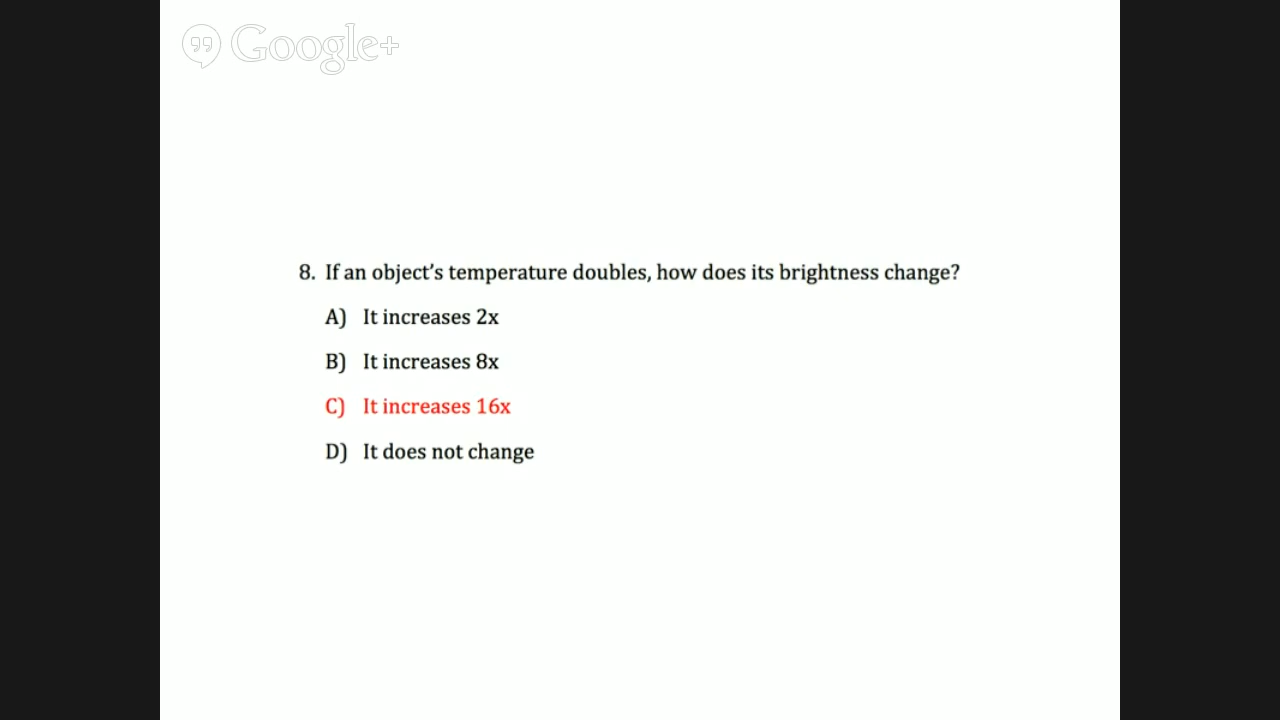 Google+
8. If an object’s temperature doubles, how does its brightness change?
A) It increases 2x
B) It increases 8x
C) It increases 16x
D) It does not change